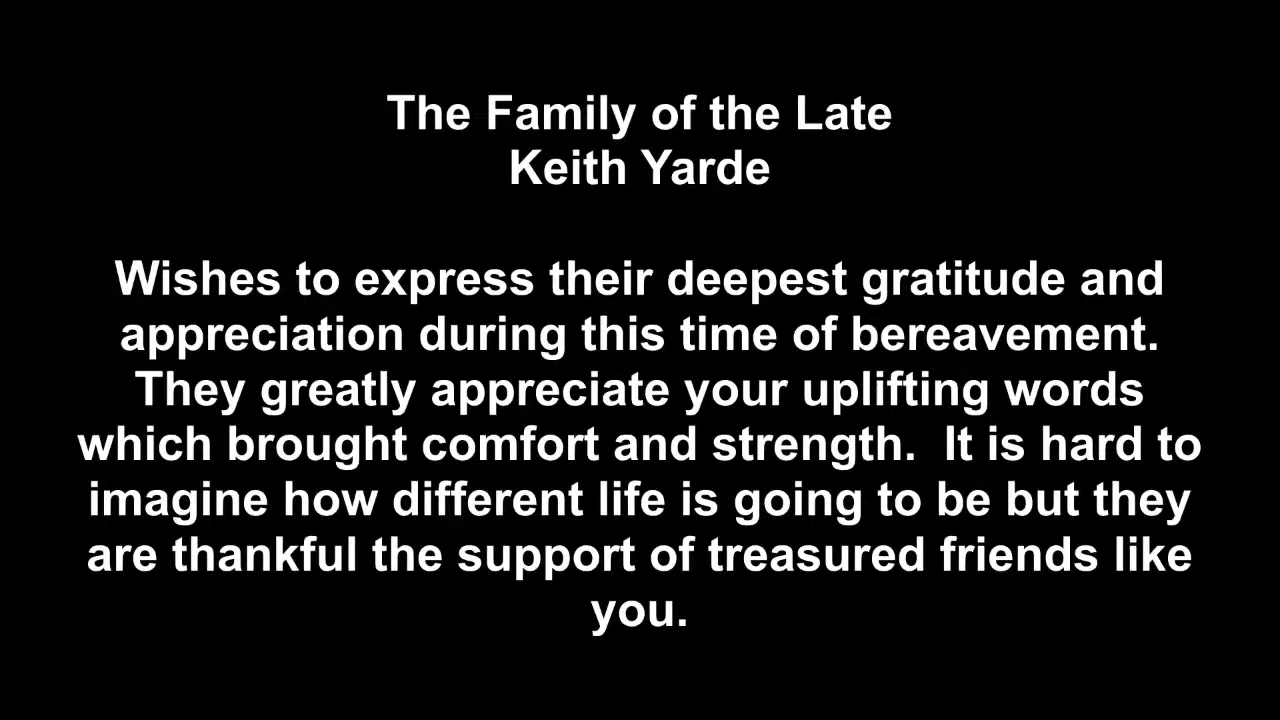 The Family of the Late
Keith Yarde
Wishes to express their deepest gratitude and
appreciation during this time of bereavement.
They greatly appreciate your uplifting words
which brought comfort and strength.  It is hard to
imagine how different life is going to be but they
are thankful the support of treasured friends like
you.